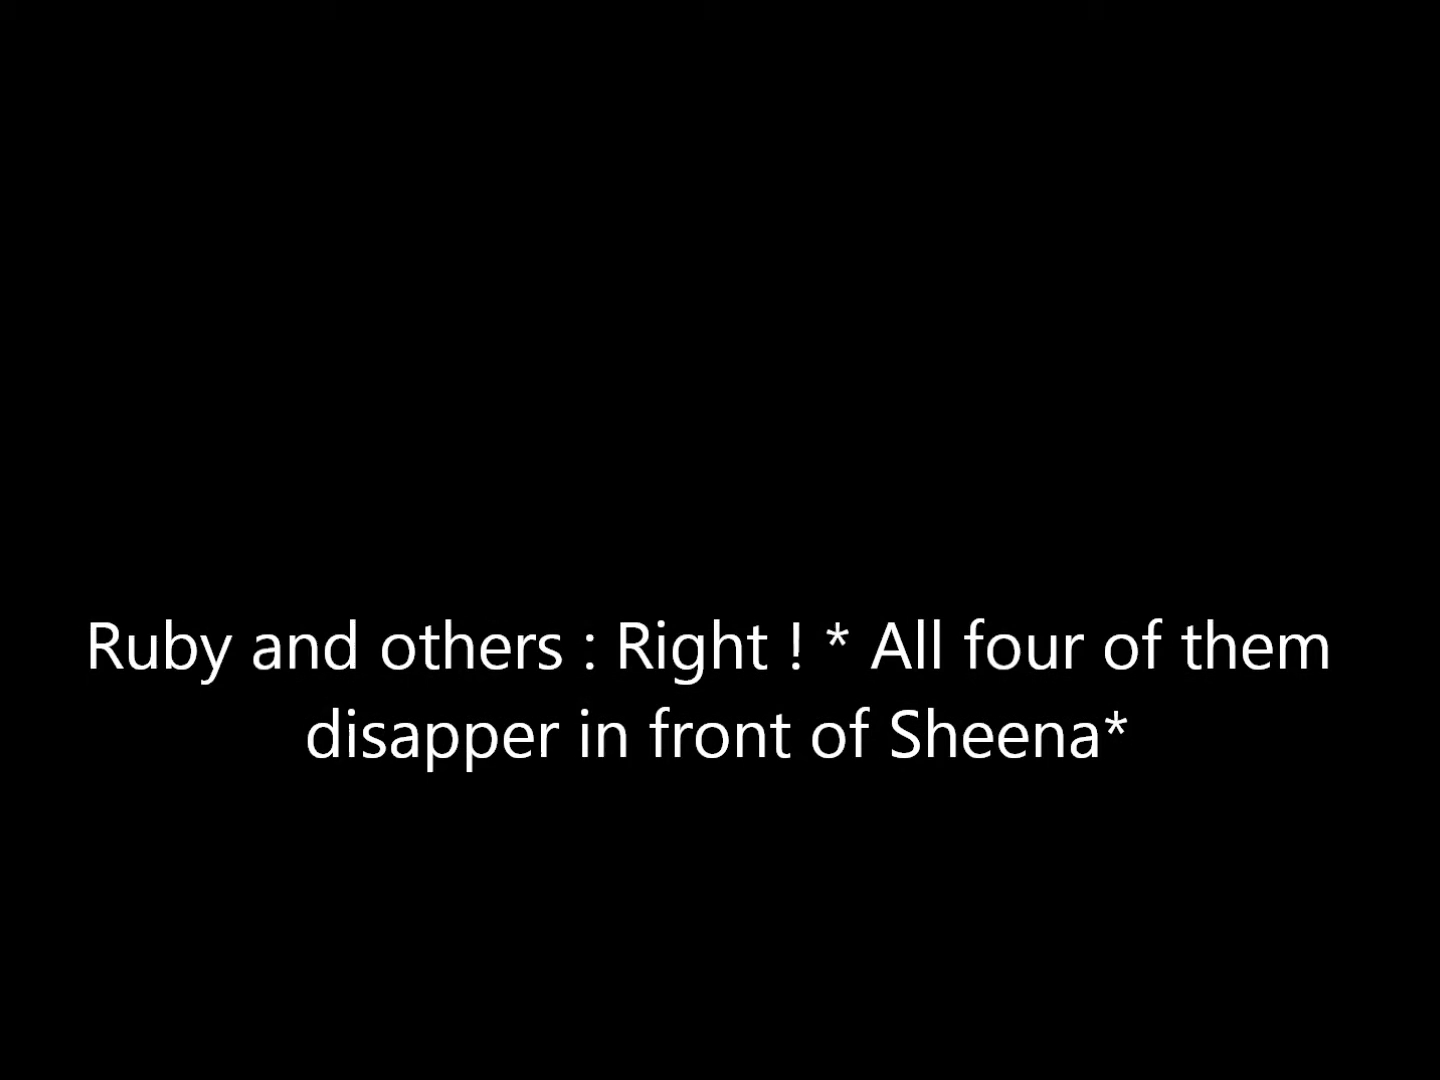 Ruby and others : Right ! * All four of them
disapper in front of Sheena*